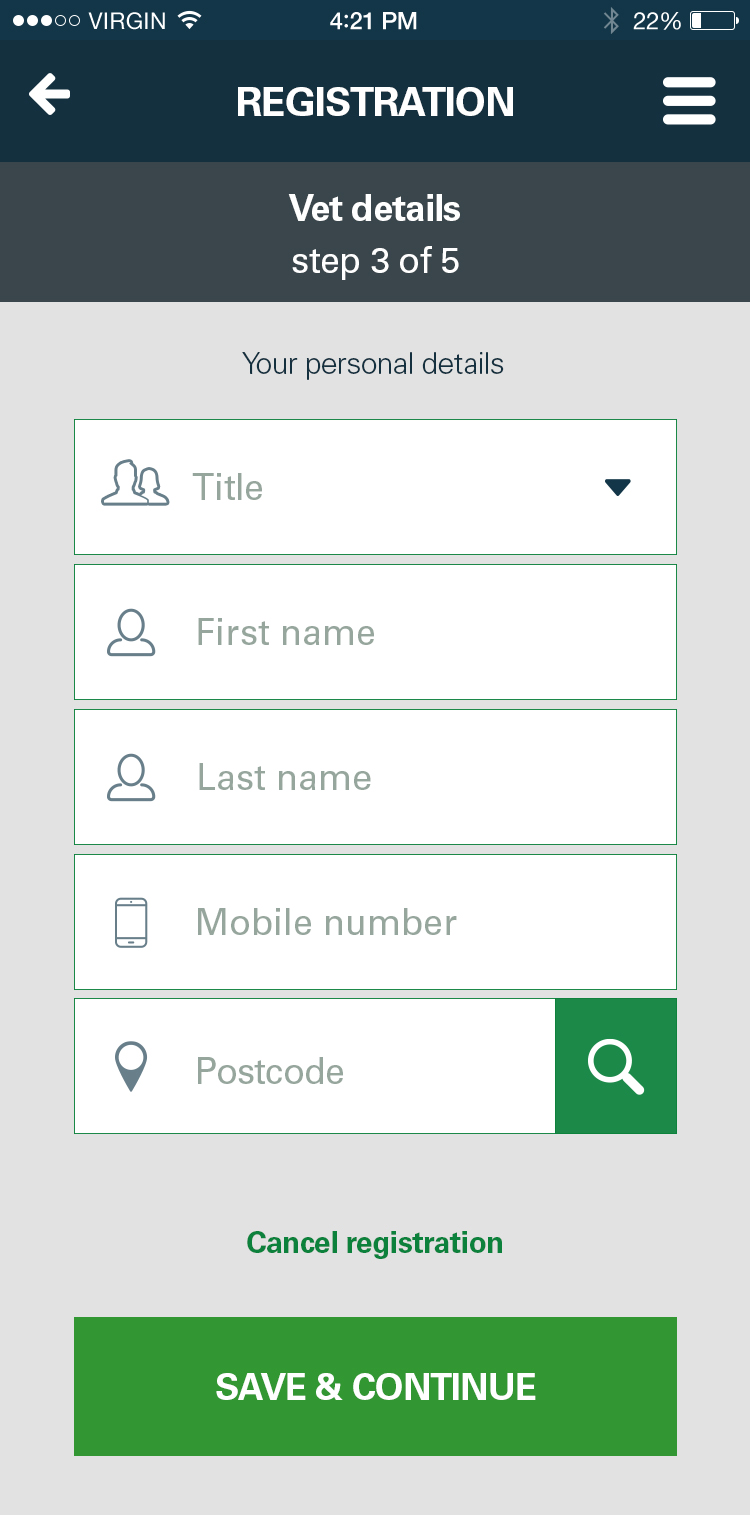 VIRGIN 4:21 PM 22%
REGISTRATION
Vet details
step 3 of 5
Your personal details
Title
First name
Last name
Mobile number
Postcode
Cancel registration
SAVE & CONTINUE